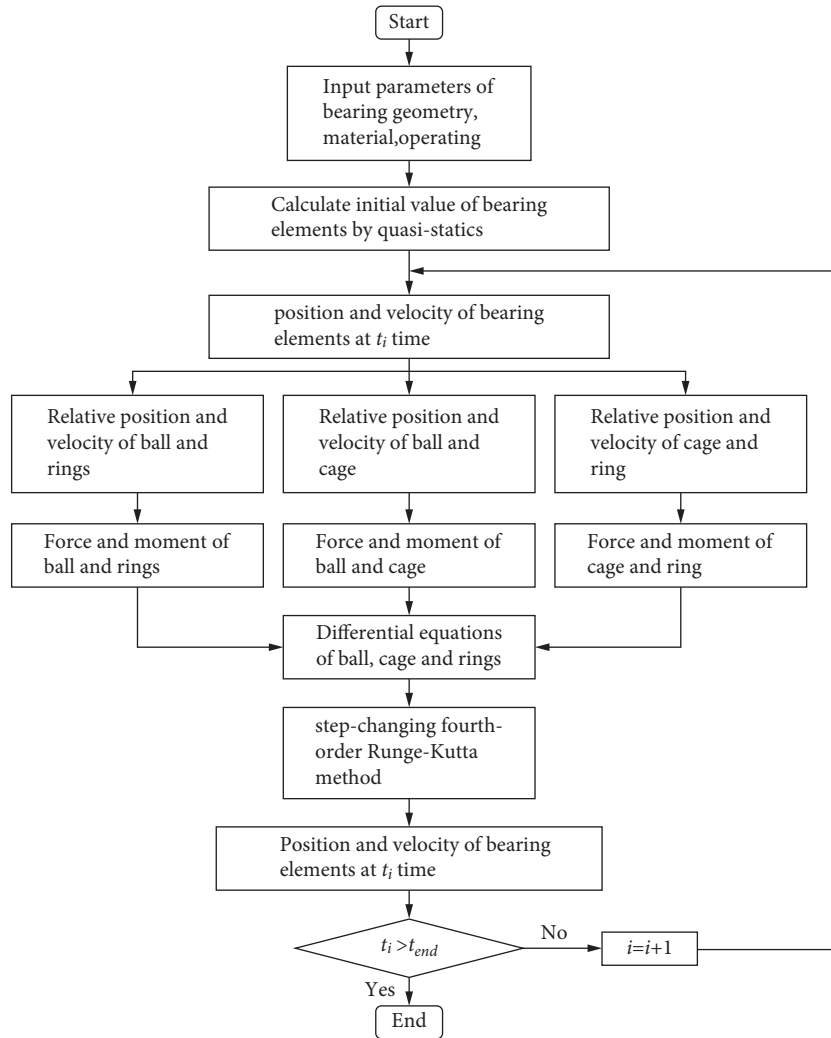 Start
Input parameters of
bearing geometry,
material,operating
Calculate initial value of bearing
elements by quasi-statics
position and velocity of bearing
elements at ti time
Relative position and
velocity of ball and
rings
Relative position and
velocity of ball and
cage
Relative position and
velocity of cage and
ring
Force and moment of
ball and rings
Force and moment of
ball and cage
Force and moment of
cage and ring
Differential equations
of ball, cage and rings
step-changing fourth-
order Runge-Kutta
method
Position and velocity of bearing
elements at ti time
ti >tend
No
i=i+1
Yes
End